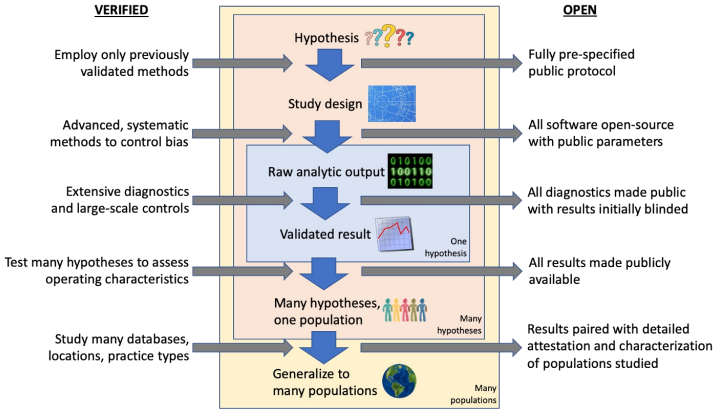 VERIFIED
OPEN
Hypothesis
Employ only previously
validated methods
Fully pre-specified
public protocol
Study design
Advanced, systematic
methods to control bias
All software open-source
with public parameters
Raw analytic output
010100
100110
010100
Extensive diagnostics
and large-scale controls
All diagnostics made public
with results initially blinded
Validated result
One
hypothesis
Test many hypotheses to assess
operating characteristics
All results made publicly
available
Many hypotheses,
one population
Many
hypotheses
Study many databases,
locations, practice types
Results paired with detailed
attestation and characterization
of populations studied
Generalize to
many populations
Many
populations